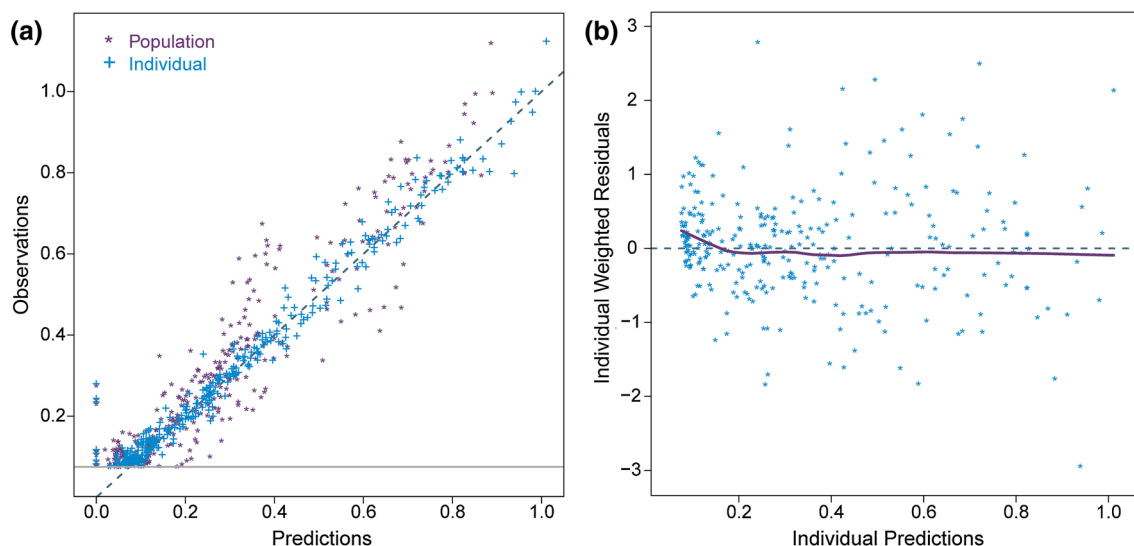 (a)
* Population
+ Individual
Observations
1.0
0.8
0.6
0.4
0.2
0.0 0.2 0.4 0.6 0.8 1.0
Predictions
(b)
Individual Weighted Residuals
3
2
1
0
−1
−2
−3
0.2 0.4 0.6 0.8 1.0
Individual Predictions